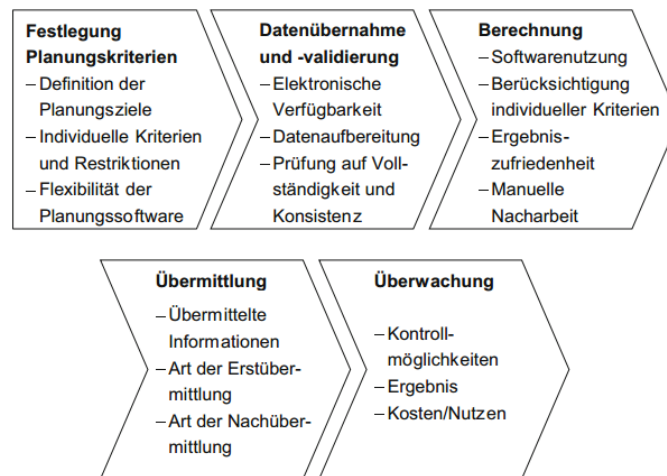 Festlegung
Planungskriterien
– Definition der
Planungsziele
– Individuelle Kriterien
und Restriktionen
– Flexibilität der
Planungssoftware
Datenübernahme
und -validierung
– Elektronische
Verfügbarkeit
– Datenaufbereitung
– Prüfung auf Voll-
ständigkeit und
Konsistenz
Berechnung
– Softwarenutzung
– Berücksichtigung
individueller Kriterien
– Ergebnis-
zufriedenheit
– Manuelle
Nacharbeit
Übermittlung
– Übermittelte
Informationen
– Art der Erstüber-
mittlung
– Art der Nachüber-
mittlung
Überwachung
– Kontroll-
möglichkeiten
– Ergebnis
– Kosten/Nutzen